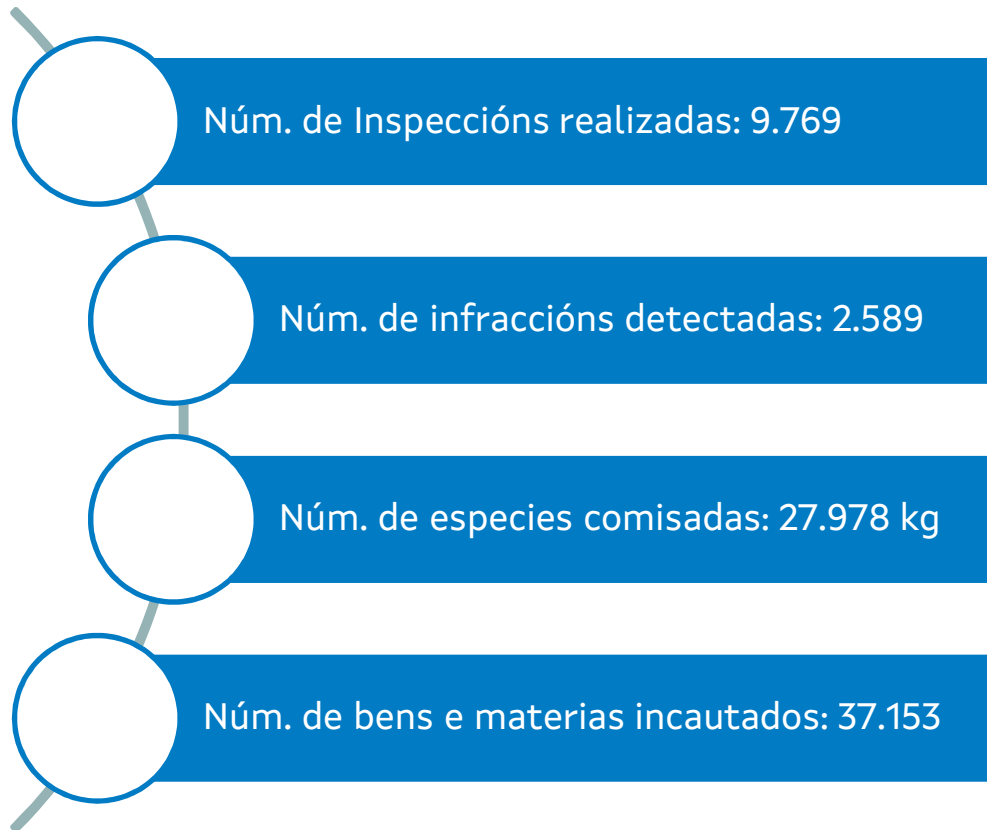 Núm. de Inspeccións realizadas: 9.769
Núm. de infraccións detectadas: 2.589
Núm. de especies comisadas: 27.978 kg
Núm. de bens e materias incautados: 37.153